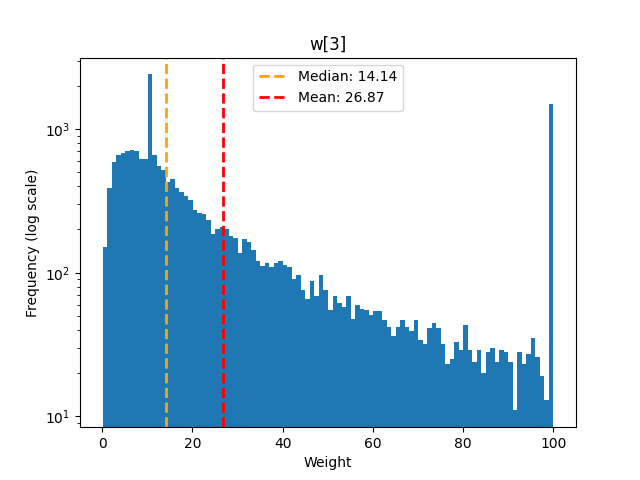 w[3]
Median: 14.14
Mean: 26.87
Frequency (log scale)
10³
10²
10¹
0 20 40 60 80 100
Weight